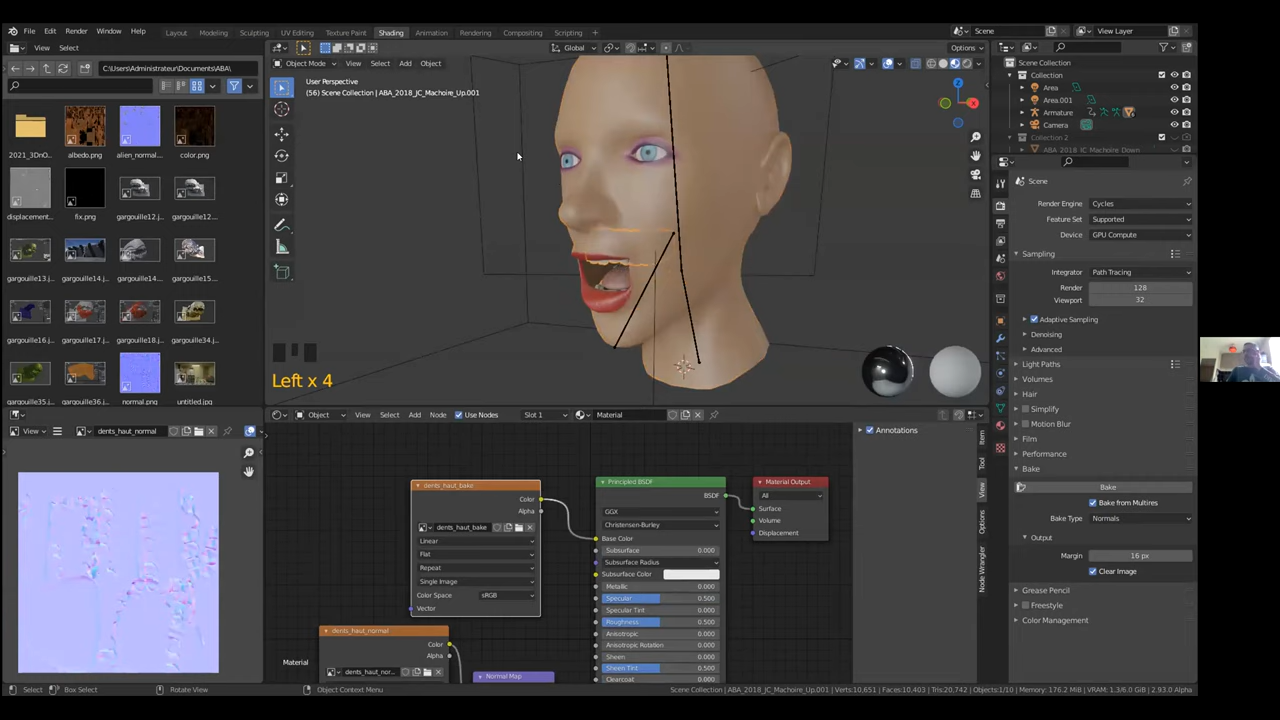 File Edit Render Window Help Layout Modeling Sculpting UV Editing Texture Paint Shading Animation Rendering Compositing Scripting + Scene View Layer
View Select
Global Options
C:\Users\Administrateur\Documents\ABA\
Object Mode View Select Add Object
User Perspective
(56) Scene Collection | ABA_2018_JC_Machoire_Up.001
Scene Collection
Collection
Area
Area.001
Armature
Camera
Collection 2
ABA_2018_JC_Machoire_Down
2021_3DnO... albedo.png alien_normal... color.png
displacement... fix.png gargouille12.j... gargouille12...
gargouille13.j... gargouille14.j... gargouille14... gargouille15.j...
gargouille16.j... gargouille17.j... gargouille18.j... gargouille34.j...
gargouille35.j... gargouille36.j... normal.png untitled.jpg
Left x 4
Scene
Render Engine Cycles
Feature Set Supported
Device GPU Compute
Sampling
Integrator Path Tracing
Render 128
Viewport 32
Adaptive Sampling
Denoising
Advanced
Light Paths
Volumes
Hair
Simplify
Motion Blur
Film
Performance
Bake
Bake
Bake from Multires
Bake Type Normals
Output
Margin 16 px
Clear Image
Grease Pencil
Freestyle
Color Management
View dents_haut_normal
Object View Select Add Node Use Nodes Slot 1 Material
Annotations
Item
Tool
View
Options
Node Wrangler
dents_haut_bake
Color
Alpha
dents_haut_bake
Linear
Flat
Repeat
Single Image
Color Space sRGB
Vector
dents_haut_normal
Color
Alpha
dents_haut_nor...
Normal Map
Material
Principled BSDF
BSDF
GGX
Christensen-Burley
Base Color
Subsurface 0.000
Subsurface Radius
Subsurface Color
Metallic 0.000
Specular 0.500
Specular Tint 0.000
Roughness 0.500
Anisotropic 0.000
Anisotropic Rotation 0.000
Sheen 0.000
Sheen Tint 0.500
Clearcoat 0.000
Material Output
All
Surface
Volume
Displacement
Select Box Select Rotate View Object Context Menu
Scene Collection | ABA_2018_JC_Machoire_Up.001 | Verts:10,651 | Faces:10,403 | Tris:20,742 | Objects:1/10 | Memory: 176.2 MiB | VRAM: 1.3/6.0 GiB | 2.93.0 Alpha